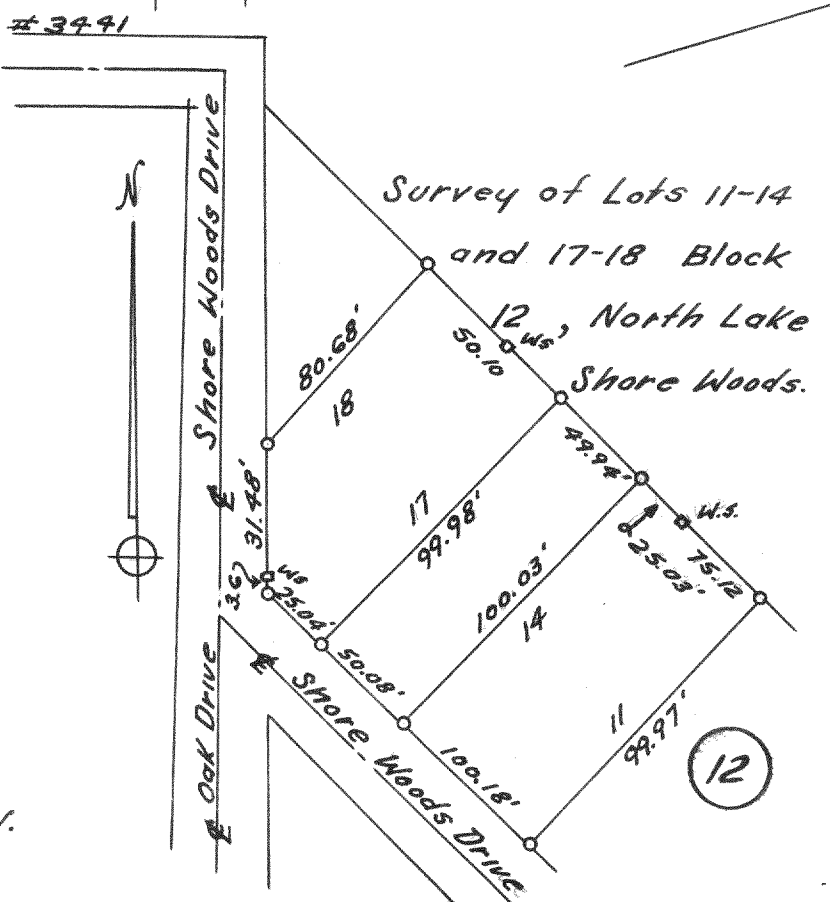 # 3441
N
Shore Woods Drive
Survey of Lots 11-14
and 17-18 Block
12, North Lake
Shore Woods.
80.68'
18
50.10
WS
49.94'
31.48'
17
99.98'
W.S.
25.03'
75.12
100.03'
14
3.6
WS
25.04'
50.08'
℄ Oak Drive
℄ Shore Woods Drive
11
99.97'
100.18'
12